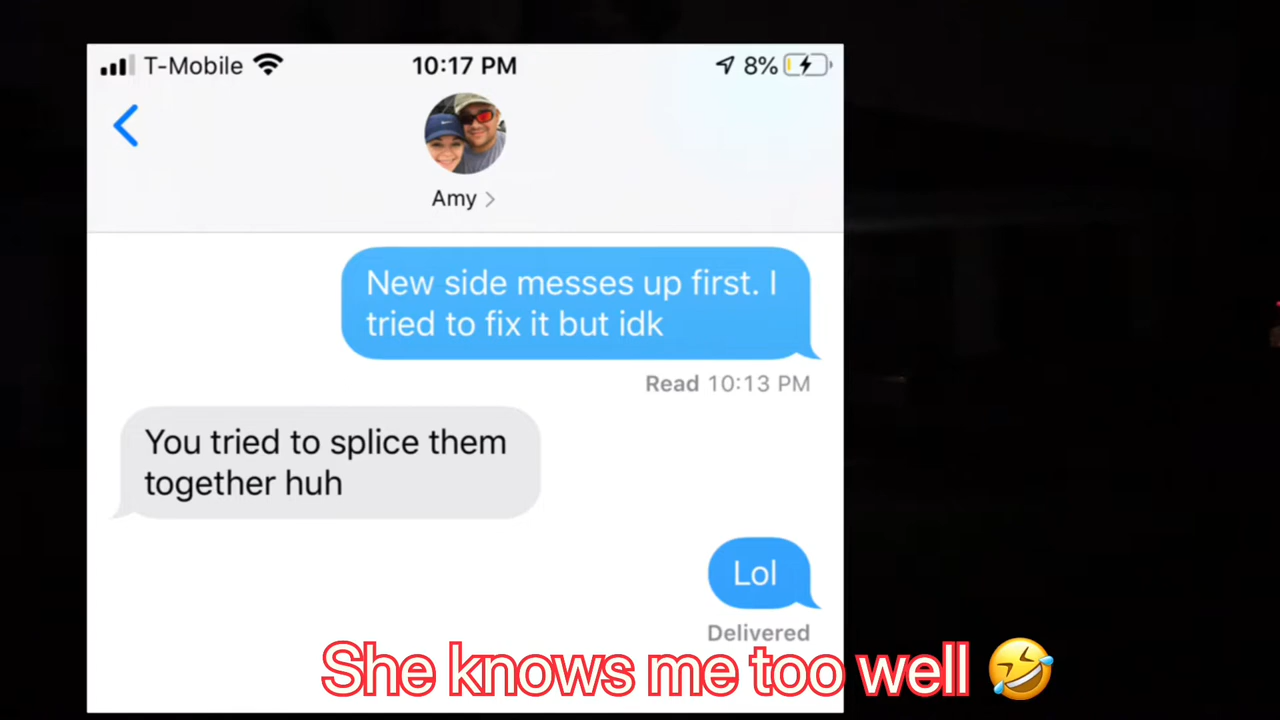 T-Mobile 10:17 PM 8%
Amy
New side messes up first. I
tried to fix it but idk
Read 10:13 PM
You tried to splice them
together huh
Lol
Delivered
She knows me too well 🤣